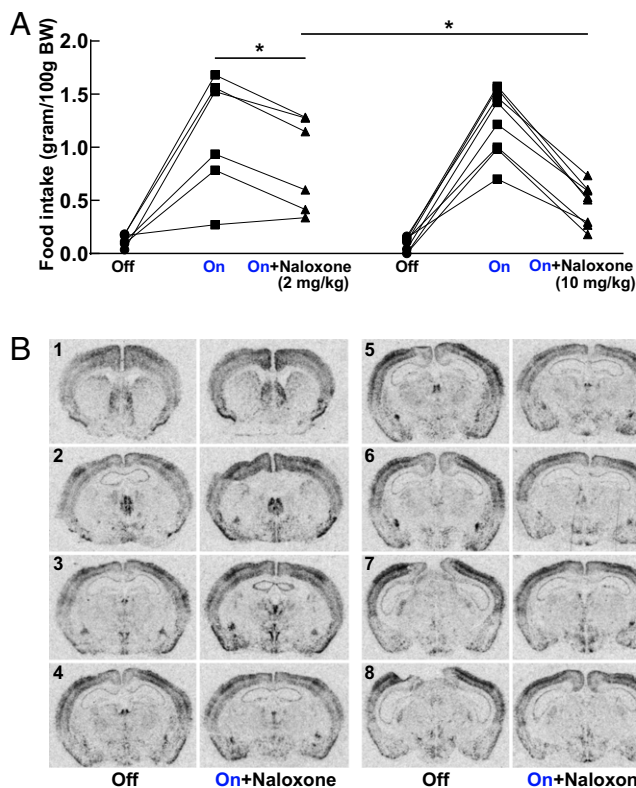 A
Food intake (gram/100g BW)
2.0
1.5
1.0
0.5
0.0
*
*
Off
On
On+Naloxone
(2 mg/kg)
Off
On
On+Naloxone
(10 mg/kg)
B
1
5
2
6
3
7
4
8
Off
On+Naloxone
Off
On+Naloxon